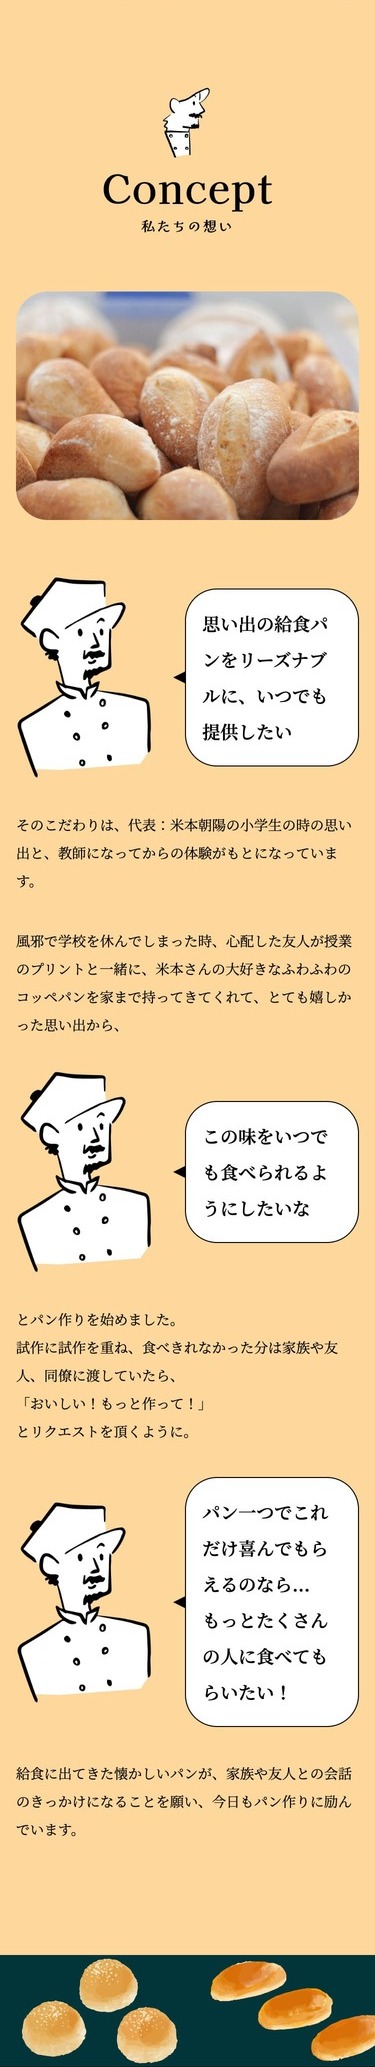 Concept
私たちの想い
思い出の給食パ
ンをリーズナブ
ルに、いつでも
提供したい
そのこだわりは、代表：米本朝陽の小学生の時の思い
出と、教師になってからの体験がもとになっていま
す。
風邪で学校を休んでしまった時、心配した友人が授業
のプリントと一緒に、米本さんの大好きなふわふわの
コッペパンを家まで持ってきてくれて、とても嬉しか
った思い出から、
この味をいつで
も食べられるよ
うにしたいな
とパン作りを始めました。
試作に試作を重ね、食べきれなかった分は家族や友
人、同僚に渡していたら、
「おいしい！もっと作って！」
とリクエストを頂くように。
パン一つでこれ
だけ喜んでもら
えるのなら…
もっとたくさん
の人に食べても
らいたい！
給食に出てきた懐かしいパンが、家族や友人との会話
のきっかけになることを願い、今日もパン作りに励ん
でいます。